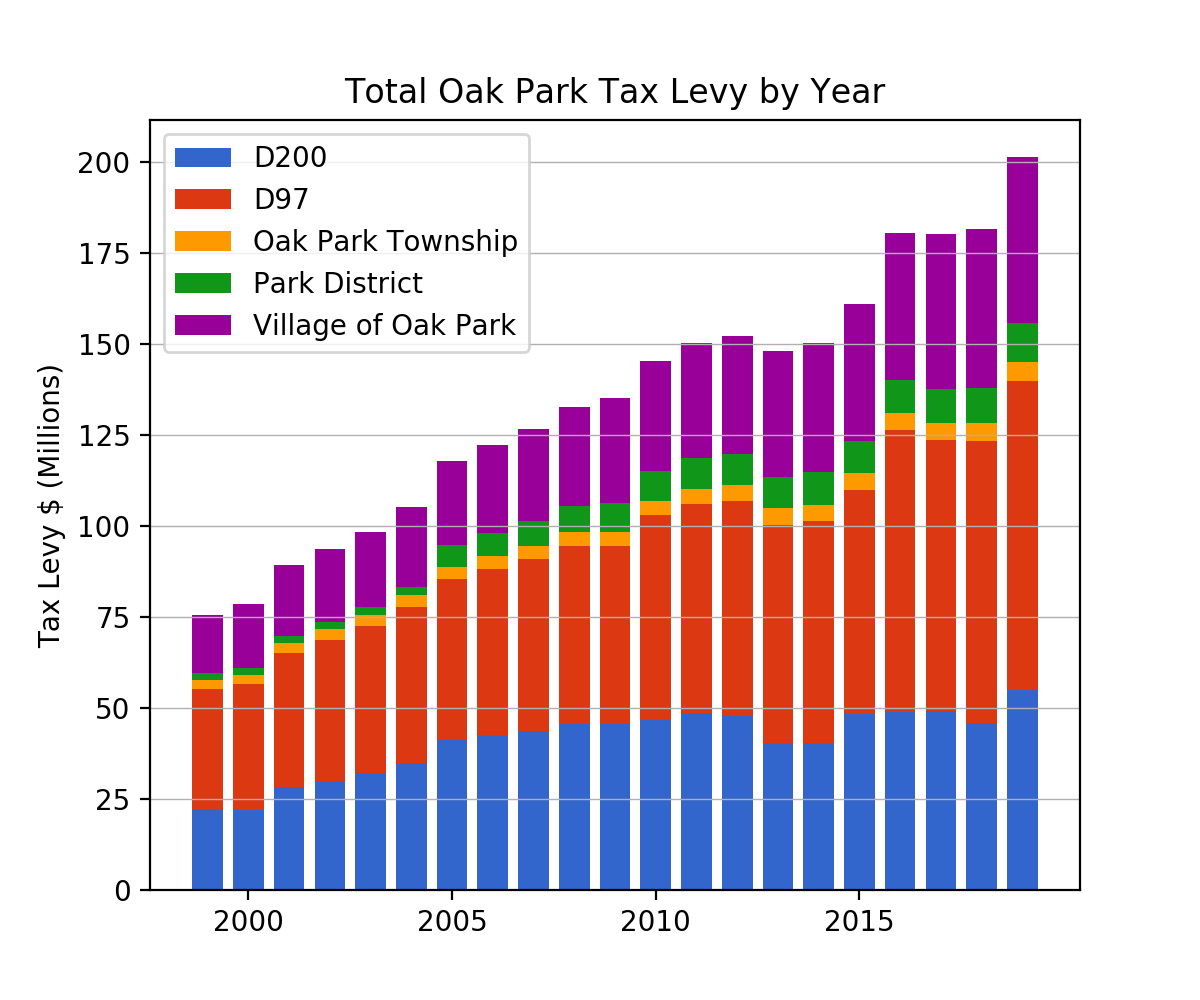 Total Oak Park Tax Levy by Year
D200
D97
Oak Park Township
Park District
Village of Oak Park
Tax Levy $ (Millions)
200
175
150
125
100
75
50
25
0
2000 2005 2010 2015